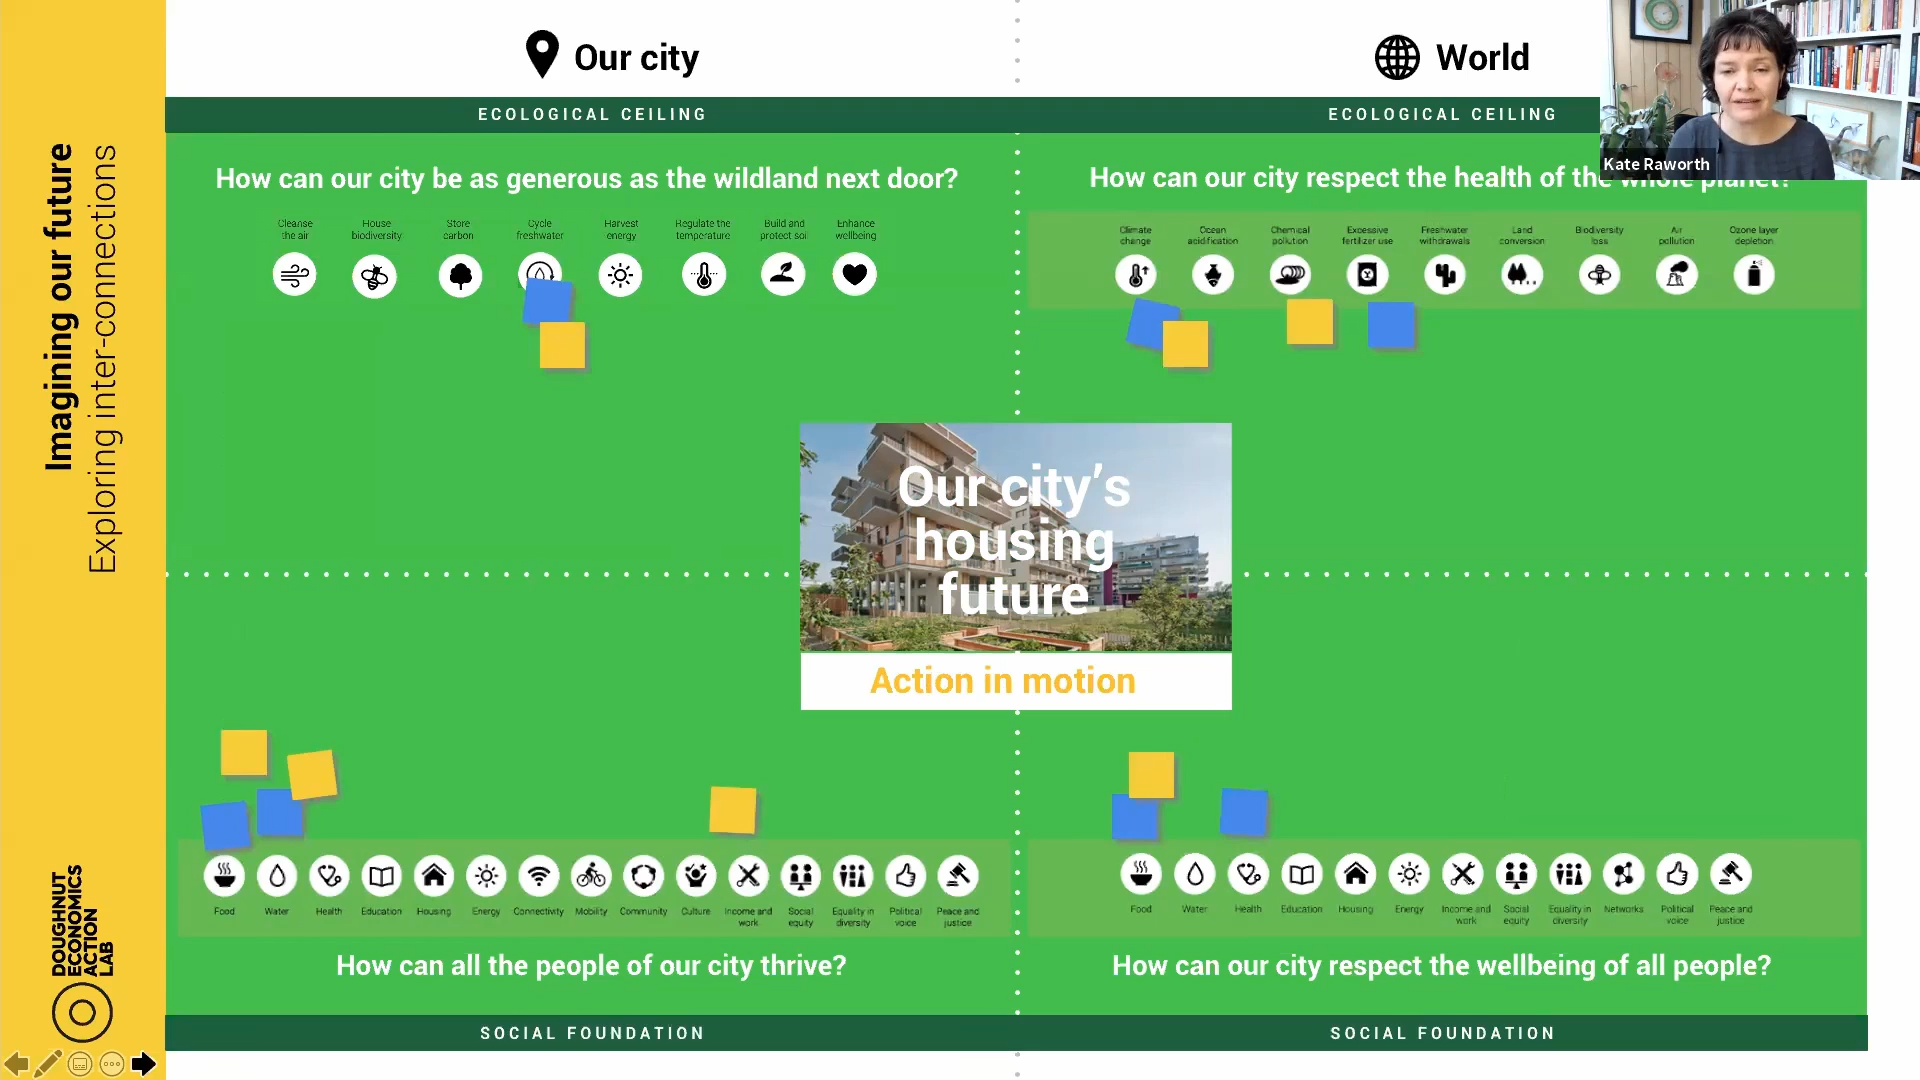 Imagining our future
Exploring inter-connections
DOUGHNUT
ECONOMICS
ACTION
LAB
Our city
World
ECOLOGICAL CEILING
ECOLOGICAL CEILING
Kate Raworth
How can our city be as generous as the wildland next door?
How can our city respect the health of the whole planet?
Cleanse the air
House biodiversity
Store carbon
Cycle freshwater
Harvest energy
Regulate the temperature
Build and protect soil
Enhance wellbeing
Climate change
Ocean acidification
Chemical pollution
Excessive fertilizer use
Freshwater withdrawals
Land conversion
Biodiversity loss
Air pollution
Ozone layer depletion
Our city's
housing
future
Action in motion
Food
Water
Health
Education
Housing
Energy
Connectivity
Mobility
Community
Culture
Income and work
Social equity
Equality in diversity
Political voice
Peace and justice
Food
Water
Health
Education
Housing
Energy
Income and work
Social equity
Equality in diversity
Networks
Political voice
Peace and justice
How can all the people of our city thrive?
How can our city respect the wellbeing of all people?
SOCIAL FOUNDATION
SOCIAL FOUNDATION